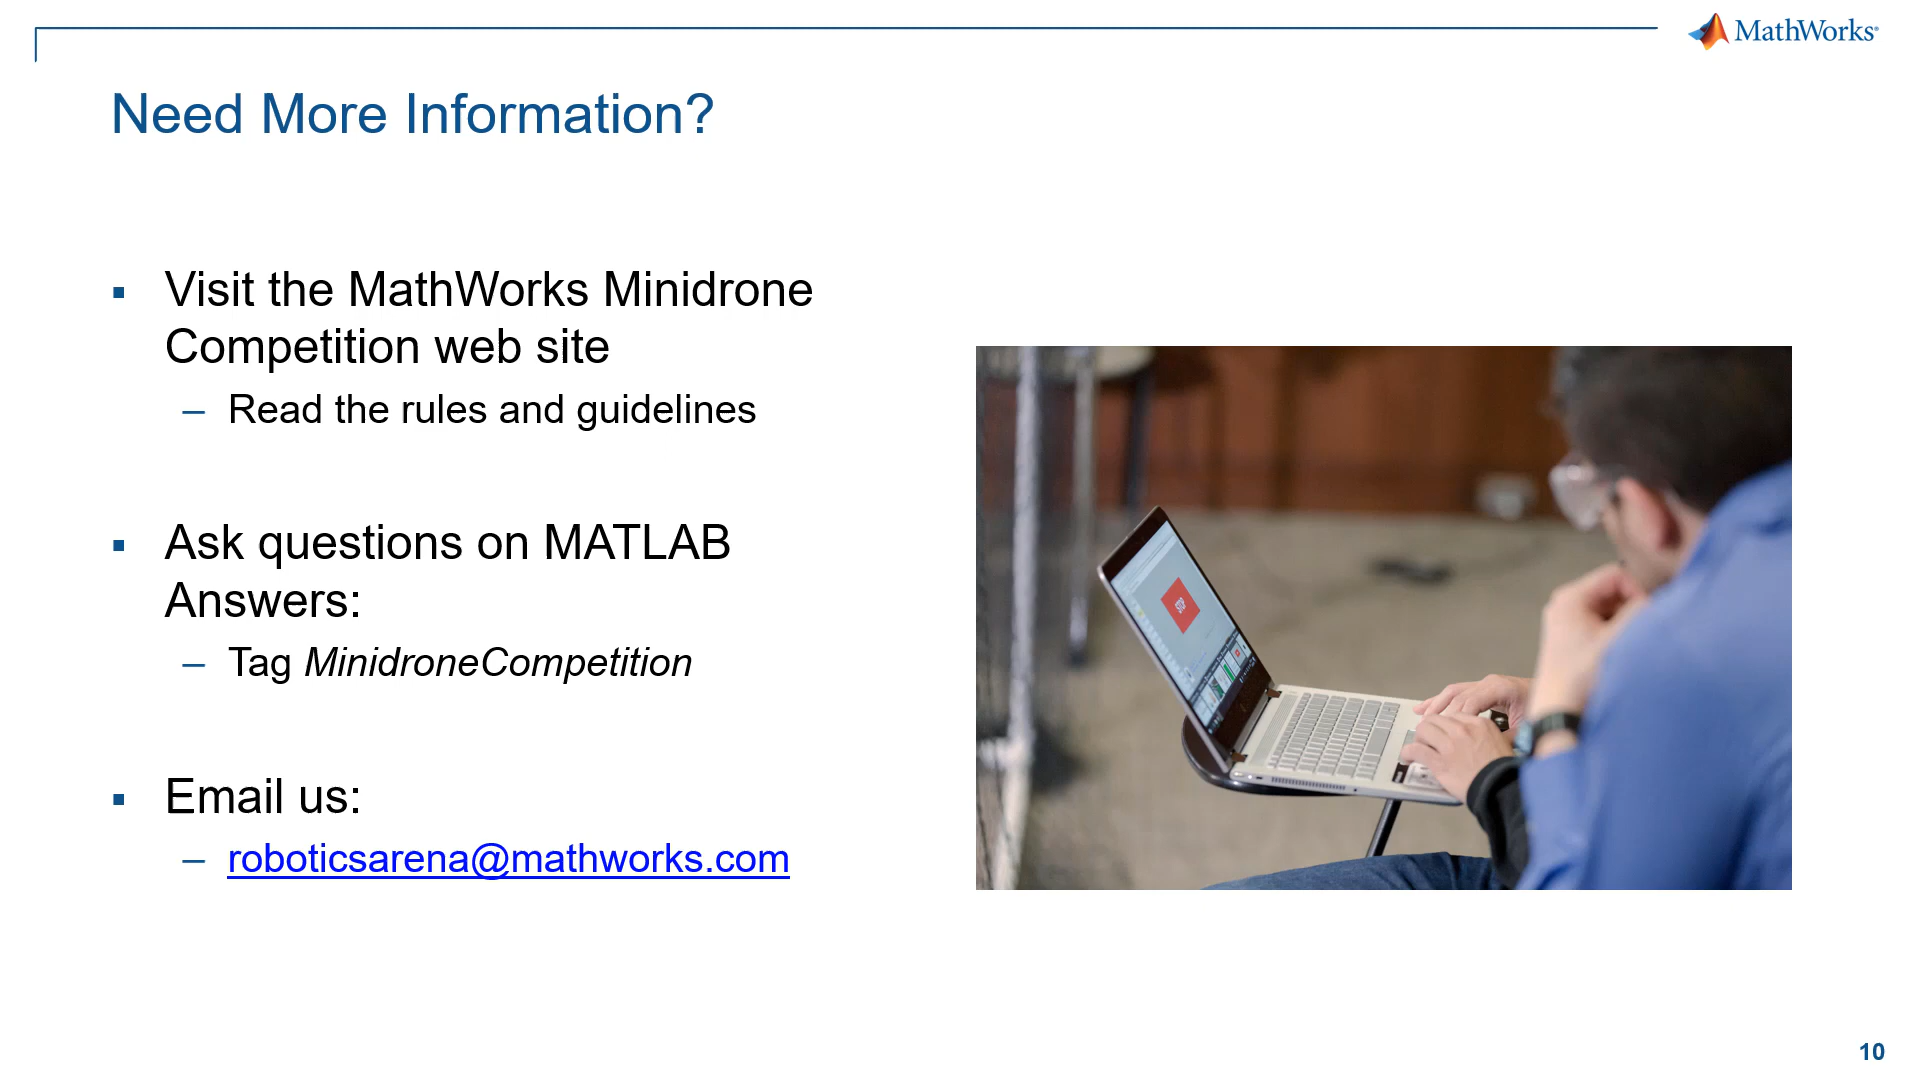 MathWorks®
Need More Information?
Visit the MathWorks Minidrone
Competition web site
– Read the rules and guidelines
Ask questions on MATLAB
Answers:
– Tag MinidroneCompetition
Email us:
– roboticsarena@mathworks.com
STOP
10